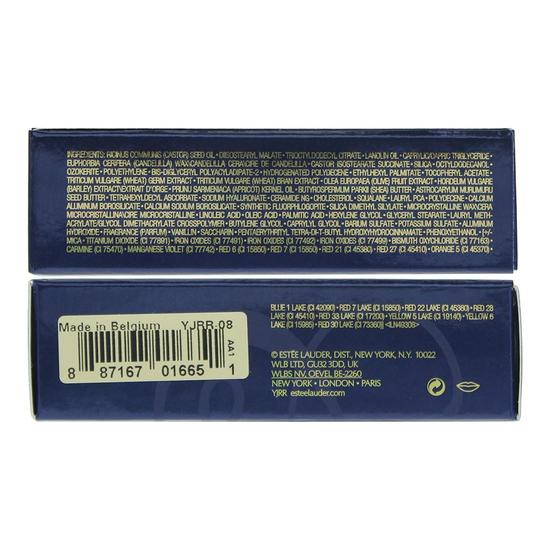 INGREDIENTS: RICINUS COMMUNIS (CASTOR) SEED OIL • DIISOSTEARYL MALATE • TRIOCTYLDODECYL CITRATE • LANOLIN OIL • CAPRYLIC/CAPRIC TRIGLYCERIDE •
EUPHORBIA CERIFERA (CANDELILLA) WAX\CANDELILLA CERA\CIRE DE CANDELILLA • CASTOR ISOSTEARATE SUCCINATE • SILICA • OCTYLDODECANOL •
OZOKERITE • POLYETHYLENE • BIS-DIGLYCERYL POLYACYLADIPATE-2 • HYDROGENATED POLYDECENE • ETHYLHEXYL PALMITATE • TOCOPHERYL ACETATE •
TRITICUM VULGARE (WHEAT) GERM EXTRACT • TRITICUM VULGARE (WHEAT) BRAN EXTRACT • OLEA EUROPAEA (OLIVE) FRUIT EXTRACT • HORDEUM VULGARE
(BARLEY) EXTRACT\EXTRAIT D'ORGE • PRUNUS ARMENIACA (APRICOT) KERNEL OIL • BUTYROSPERMUM PARKII (SHEA BUTTER) • ASTROCARYUM MURUMURU
SEED BUTTER • TETRAHEXYLDECYL ASCORBATE • SODIUM HYALURONATE • CERAMIDE NG • CHOLESTEROL • SQUALANE • LAURYL PCA • POLYDECENE • CALCIUM
ALUMINUM BOROSILICATE • CALCIUM SODIUM BOROSILICATE • SYNTHETIC FLUORPHLOGOPITE • SILICA DIMETHYL SILYLATE • MICROCRYSTALLINE WAX\CERA
MICROCRISTALLINA\CIRE MICROCRISTALLINE • LINOLEIC ACID • OLEIC ACID • PALMITIC ACID • HEXYLENE GLYCOL • GLYCERYL STEARATE • LAURYL METH-
ACRYLATE/GLYCOL DIMETHACRYLATE CROSSPOLYMER • BUTYLENE GLYCOL • CAPRYLYL GLYCOL • BARIUM SULFATE • POTASSIUM SULFATE • ALUMINUM
HYDROXIDE • FRAGRANCE (PARFUM) • VANILLIN • SACCHARIN • PENTAERYTHRITYL TETRA-DI-T-BUTYL HYDROXYHYDROCINNAMATE • PHENOXYETHANOL • [+/-
MICA • TITANIUM DIOXIDE (CI 77891) • IRON OXIDES (CI 77491) • IRON OXIDES (CI 77492) • IRON OXIDES (CI 77499) • BISMUTH OXYCHLORIDE (CI 77163) •
CARMINE (CI 75470) • MANGANESE VIOLET (CI 77742) • RED 6 (CI 15850) • RED 7 (CI 15850) • RED 21 (CI 45380) • RED 27 (CI 45410) • ORANGE 5 (CI 45370) •
BLUE 1 LAKE (CI 42090) • RED 7 LAKE (CI 15850) • RED 22 LAKE (CI 45380) • RED 28
LAKE (CI 45410) • RED 33 LAKE (CI 17200) • YELLOW 5 LAKE (CI 19140) • YELLOW 6
LAKE (CI 15985) • RED 30 LAKE (CI 73360)] <ILN49308>
Made in Belgium YJRR-08
AA1
8 87167 01665 1
© ESTÉE LAUDER, DIST., NEW YORK, N.Y. 10022
WLB LTD, GU32 3DD, UK
WLBS NV. OEVEL BE-2260
NEW YORK • LONDON • PARIS
YJRR esteelauder.com